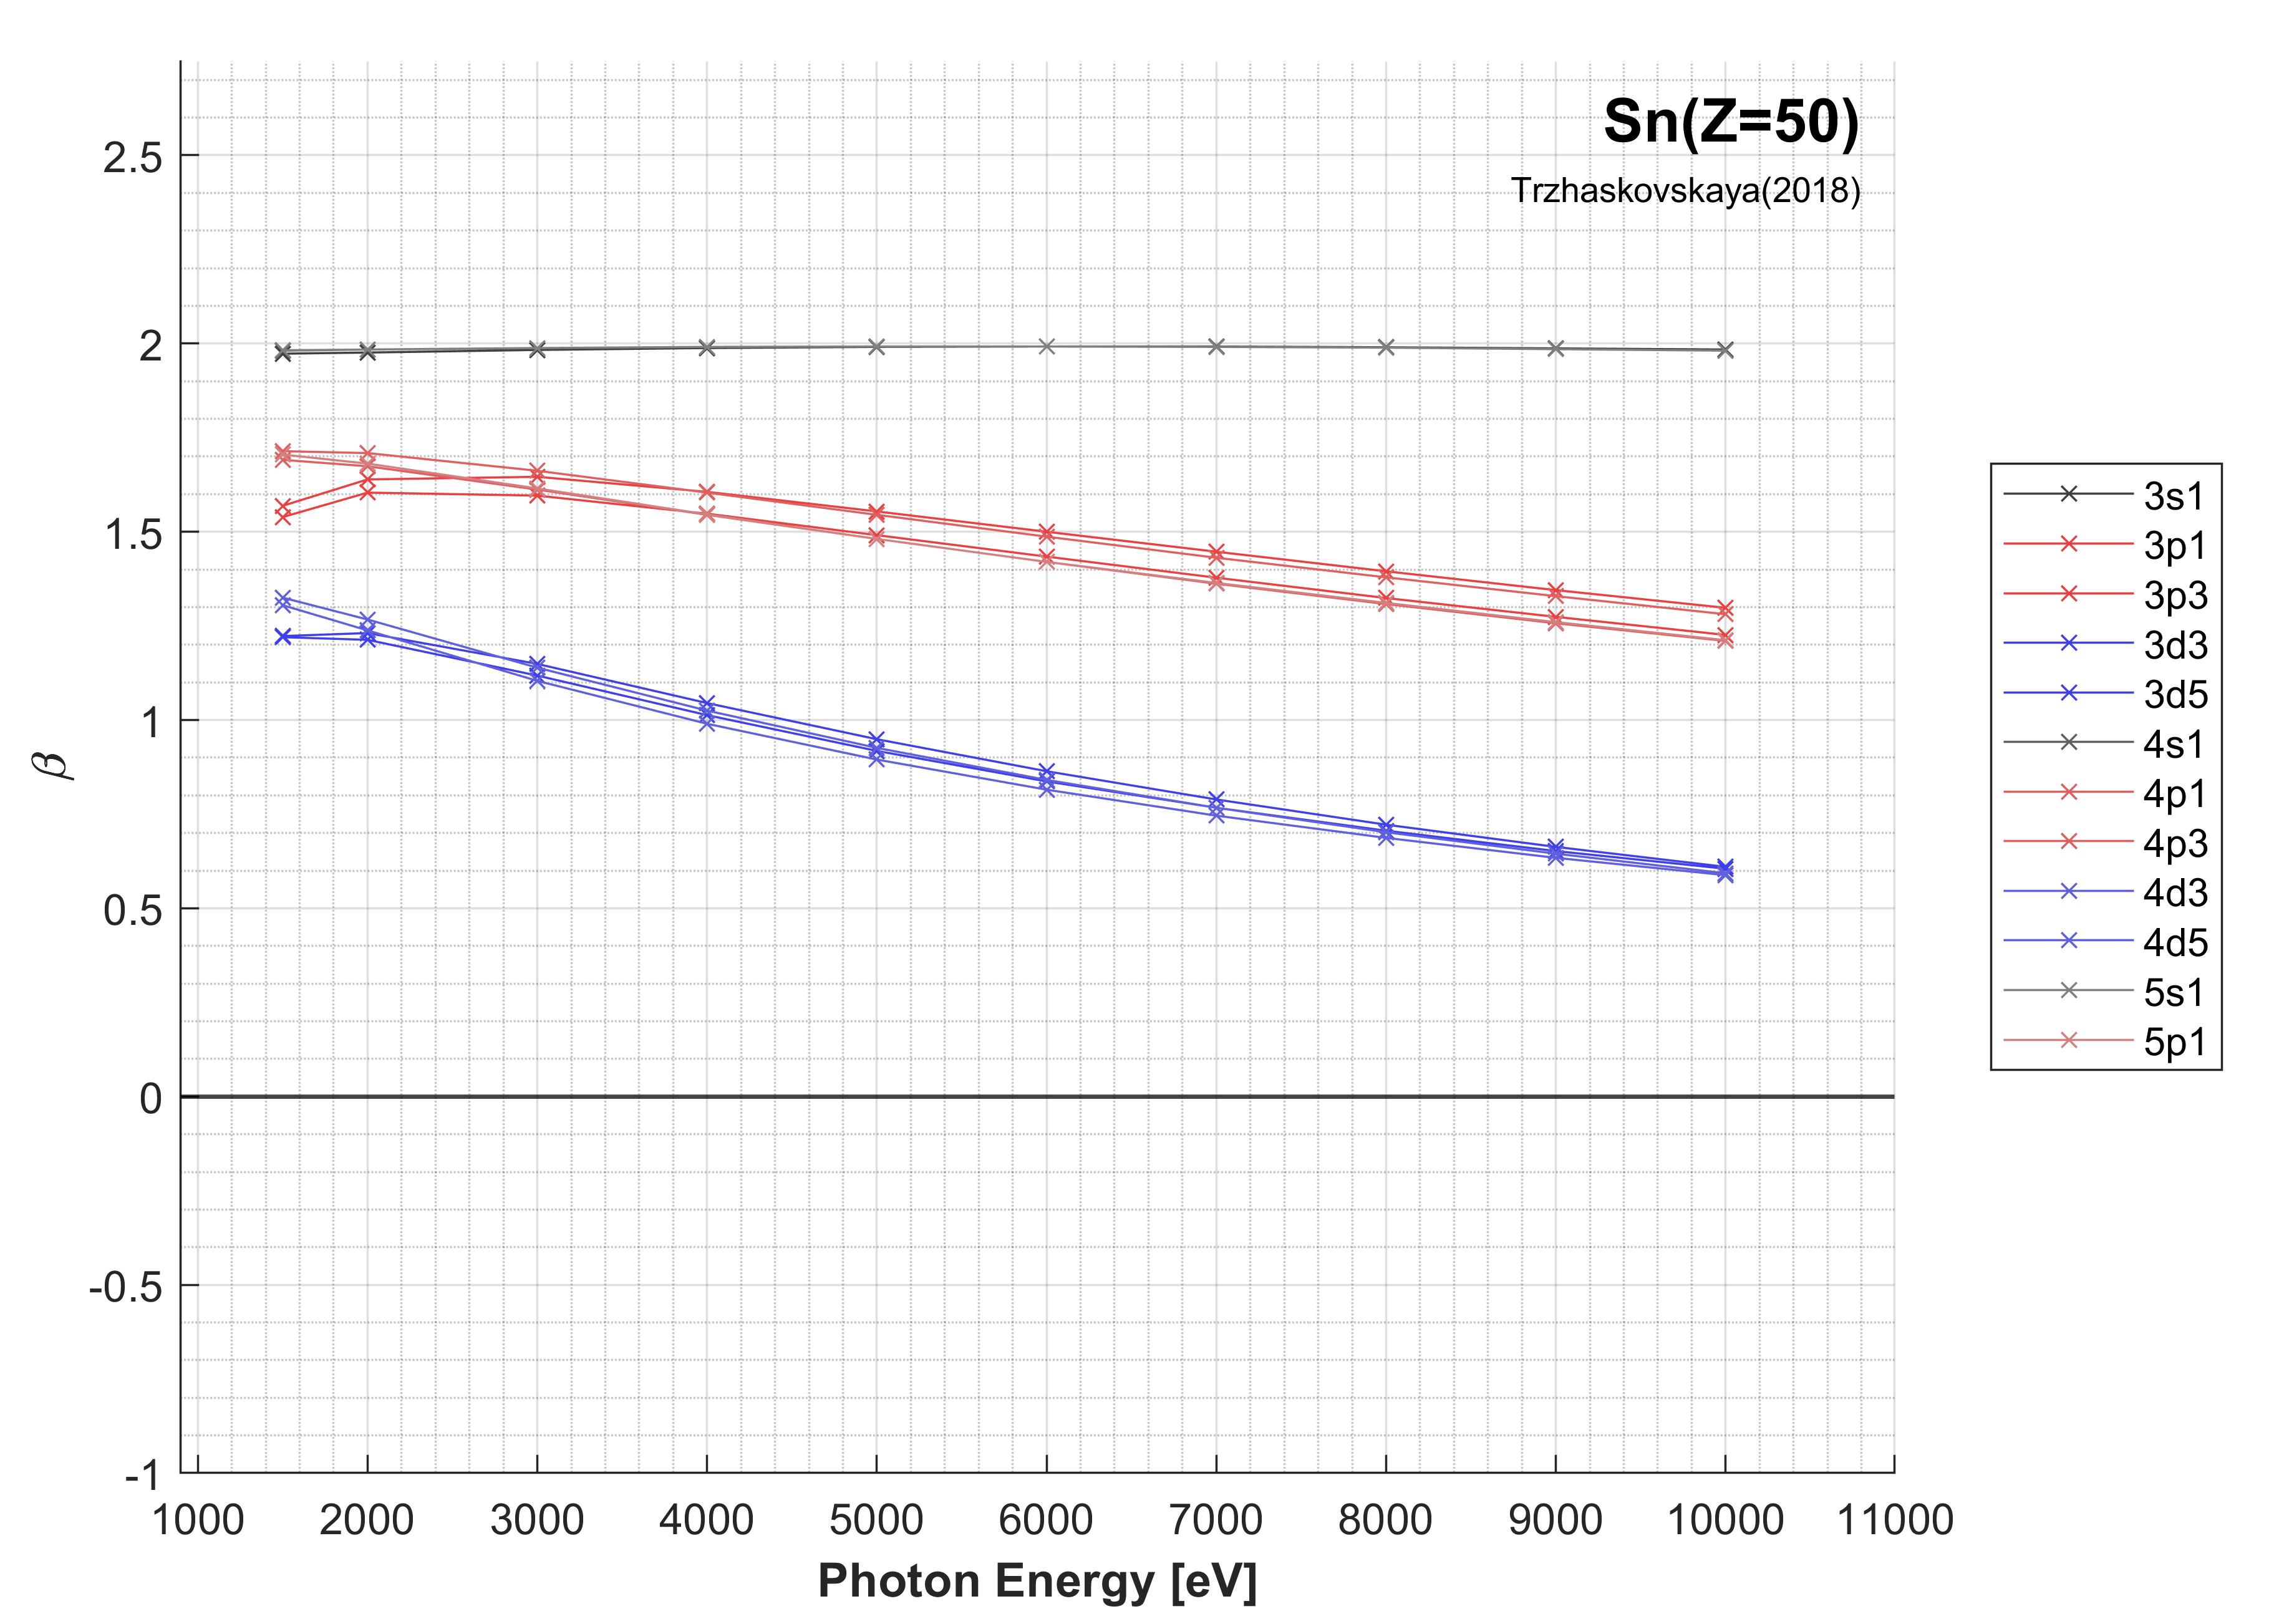 Sn(Z=50)
Trzhaskovskaya(2018)
2.5
2
1.5
1
0.5
0
-0.5
-1
β
1000 2000 3000 4000 5000 6000 7000 8000 9000 10000 11000
Photon Energy [eV]
3s1
3p1
3p3
3d3
3d5
4s1
4p1
4p3
4d3
4d5
5s1
5p1